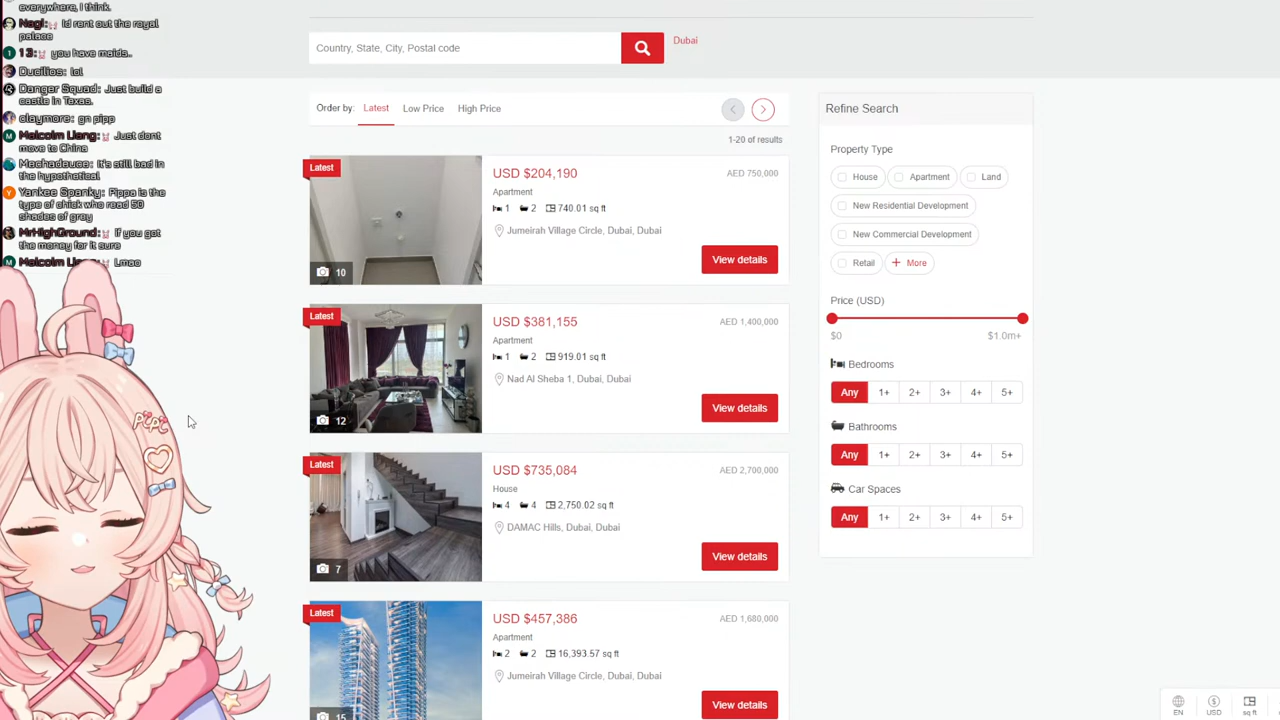 everywhere, I think.
Nagi: Id rent out the royal
palace
13: you have maids..
Ducilios: lol
Danger Squad: Just build a
castle in Texas.
claymore: gn pipp
Malcolm Liang: Just dont
move to China
Mechadeuce: It's still bad in
the hypothetical
Yankee Spanky: Pippa is the
type of chick who read 50
shades of grey
MrHighGround: if you got
the money for it sure
Malcolm Liang: Lmao
Country, State, City, Postal code
Dubai
Order by: Latest Low Price High Price
1-20 of results
Latest
USD $204,190 AED 750,000
Apartment
1 2 740.01 sq ft
Jumeirah Village Circle, Dubai, Dubai
View details
10
Latest
USD $381,155 AED 1,400,000
Apartment
1 2 919.01 sq ft
Nad Al Sheba 1, Dubai, Dubai
View details
12
Latest
USD $735,084 AED 2,700,000
House
4 4 2,750.02 sq ft
DAMAC Hills, Dubai, Dubai
View details
7
Latest
USD $457,386 AED 1,680,000
Apartment
2 2 16,393.57 sq ft
Jumeirah Village Circle, Dubai, Dubai
View details
15
Refine Search
Property Type
House Apartment Land
New Residential Development
New Commercial Development
Retail + More
Price (USD)
$0 $1.0m+
Bedrooms
Any 1+ 2+ 3+ 4+ 5+
Bathrooms
Any 1+ 2+ 3+ 4+ 5+
Car Spaces
Any 1+ 2+ 3+ 4+ 5+
EN USD sq ft